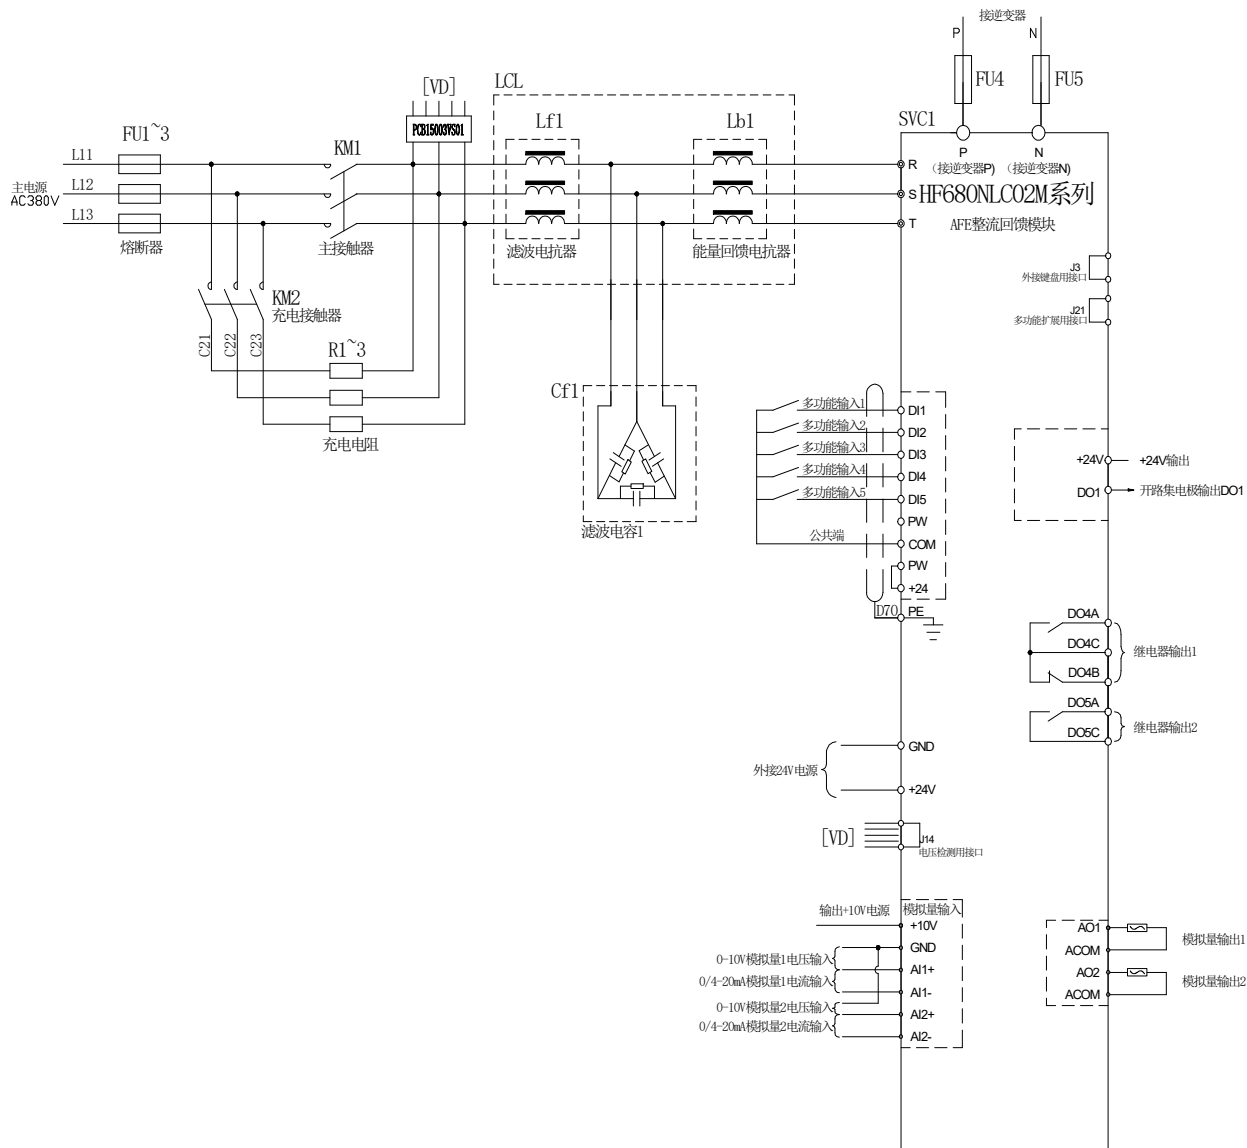 接逆变器
P
N
FU4
FU5
[VD]
LCL
PCB15003VS01
FU1~3
KM1
Lf1
Lb1
SVC1
P
N
(接逆变器P)
(接逆变器N)
L11
L12
L13
主电源
AC380V
R
S
T
HF680NLC02M系列
AFE整流回馈模块
熔断器
主接触器
滤波电抗器
能量回馈电抗器
J3
外接键盘用接口
J21
多功能扩展用接口
KM2
充电接触器
C21
C22
C23
R1~3
充电电阻
Cf1
滤波电容1
多功能输入1
DI1
多功能输入2
DI2
多功能输入3
DI3
多功能输入4
DI4
多功能输入5
DI5
PW
公共端
COM
PW
+24
D70
PE
+24V
+24V输出
DO1
开路集电极输出DO1
DO4A
DO4C
DO4B
继电器输出1
DO5A
DO5C
继电器输出2
GND
外接24V电源
+24V
[VD]
J14
电压检测用接口
输出+10V电源
模拟量输入
+10V
GND
0-10V模拟量1电压输入
AI1+
0/4-20mA模拟量1电流输入
AI1-
0-10V模拟量2电压输入
AI2+
0/4-20mA模拟量2电流输入
AI2-
AO1
ACOM
模拟量输出1
AO2
ACOM
模拟量输出2